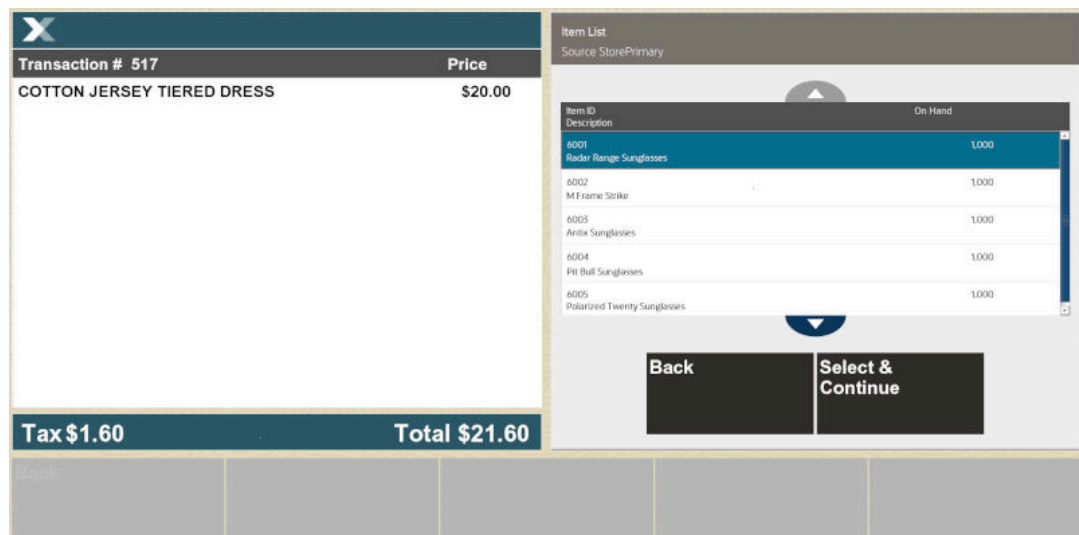 Transaction # 517 Price
COTTON JERSEY TIERED DRESS $20.00
Tax $1.60 Total $21.60
Item List
Source StorePrimary
Item ID On Hand
Description
6001 1,000
Radar Range Sunglasses
6002 1,000
M Frame Strike
6003 1,000
Antix Sunglasses
6004 1,000
Pit Bull Sunglasses
6005 1,000
Polarized Twenty Sunglasses
Back
Select &
Continue
Back